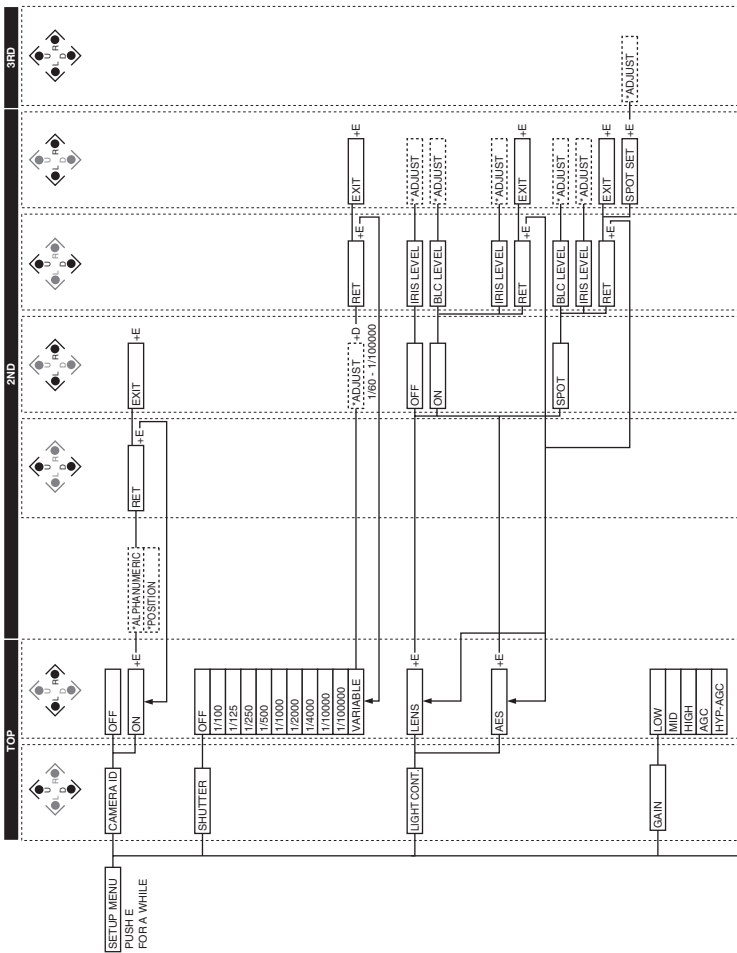 TOP
2ND
3RD
U
L R
D
U
L R
D
U
L R
D
U
L R
D
U
L R
D
U
L R
D
U
L R
D
SETUP MENU
PUSH E
FOR A WHILE
CAMERA ID
OFF
ON
+E
*ALPHANUMERIC
*POSITION
RET
+E
EXIT
+E
SHUTTER
OFF
1/100
1/125
1/250
1/500
1/1000
1/2000
1/4000
1/10000
1/100000
VARIABLE
*ADJUST
+D
1/60 - 1/100000
RET
+E
EXIT
+E
LIGHT CONT.
LENS
+E
OFF
IRIS LEVEL
*ADJUST
ON
BLC LEVEL
*ADJUST
IRIS LEVEL
*ADJUST
RET
+E
EXIT
+E
AES
+E
SPOT
BLC LEVEL
*ADJUST
IRIS LEVEL
*ADJUST
RET
+E
EXIT
+E
SPOT SET
+E
*ADJUST
GAIN
LOW
MID
HIGH
AGC
HYP-AGC